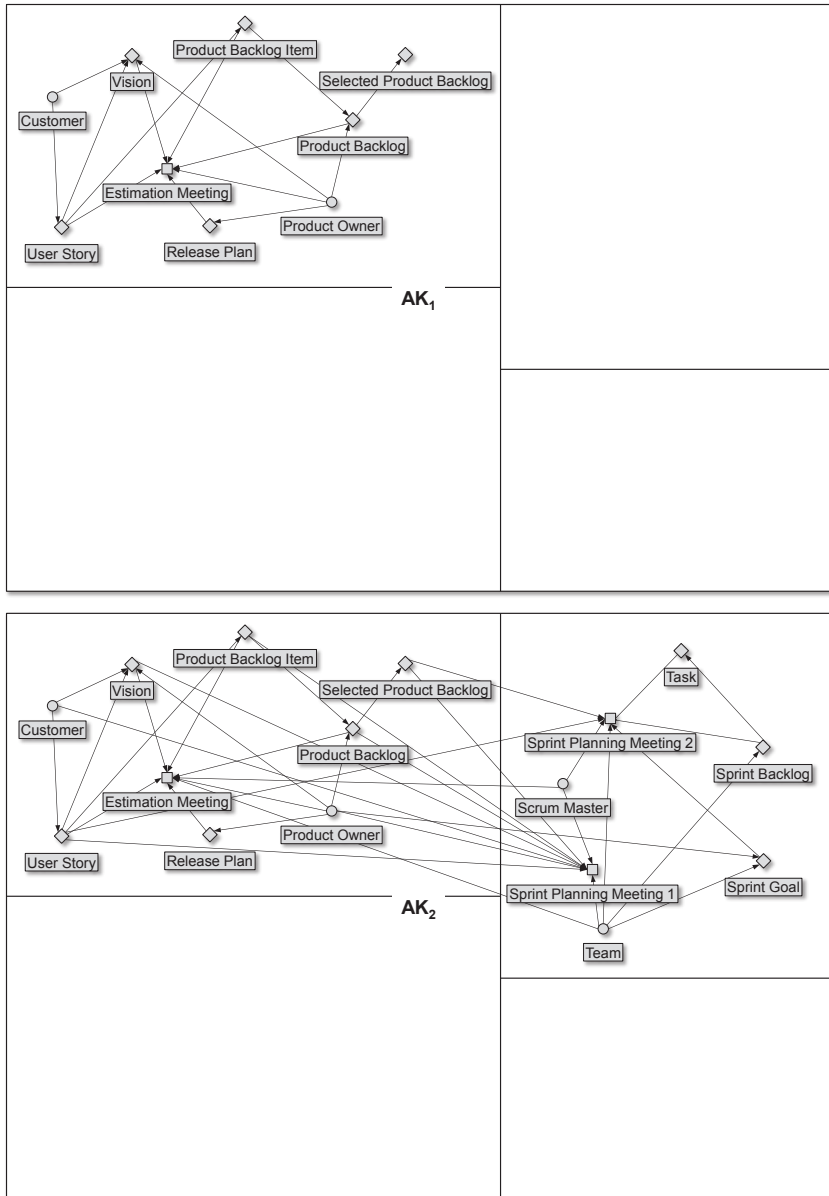 Product Backlog Item
Selected Product Backlog
Vision
Customer
Product Backlog
Estimation Meeting
Product Owner
User Story
Release Plan
AK1
Product Backlog Item
Task
Vision
Selected Product Backlog
Customer
Sprint Planning Meeting 2
Product Backlog
Sprint Backlog
Estimation Meeting
Scrum Master
Product Owner
User Story
Release Plan
Sprint Planning Meeting 1
Sprint Goal
AK2
Team